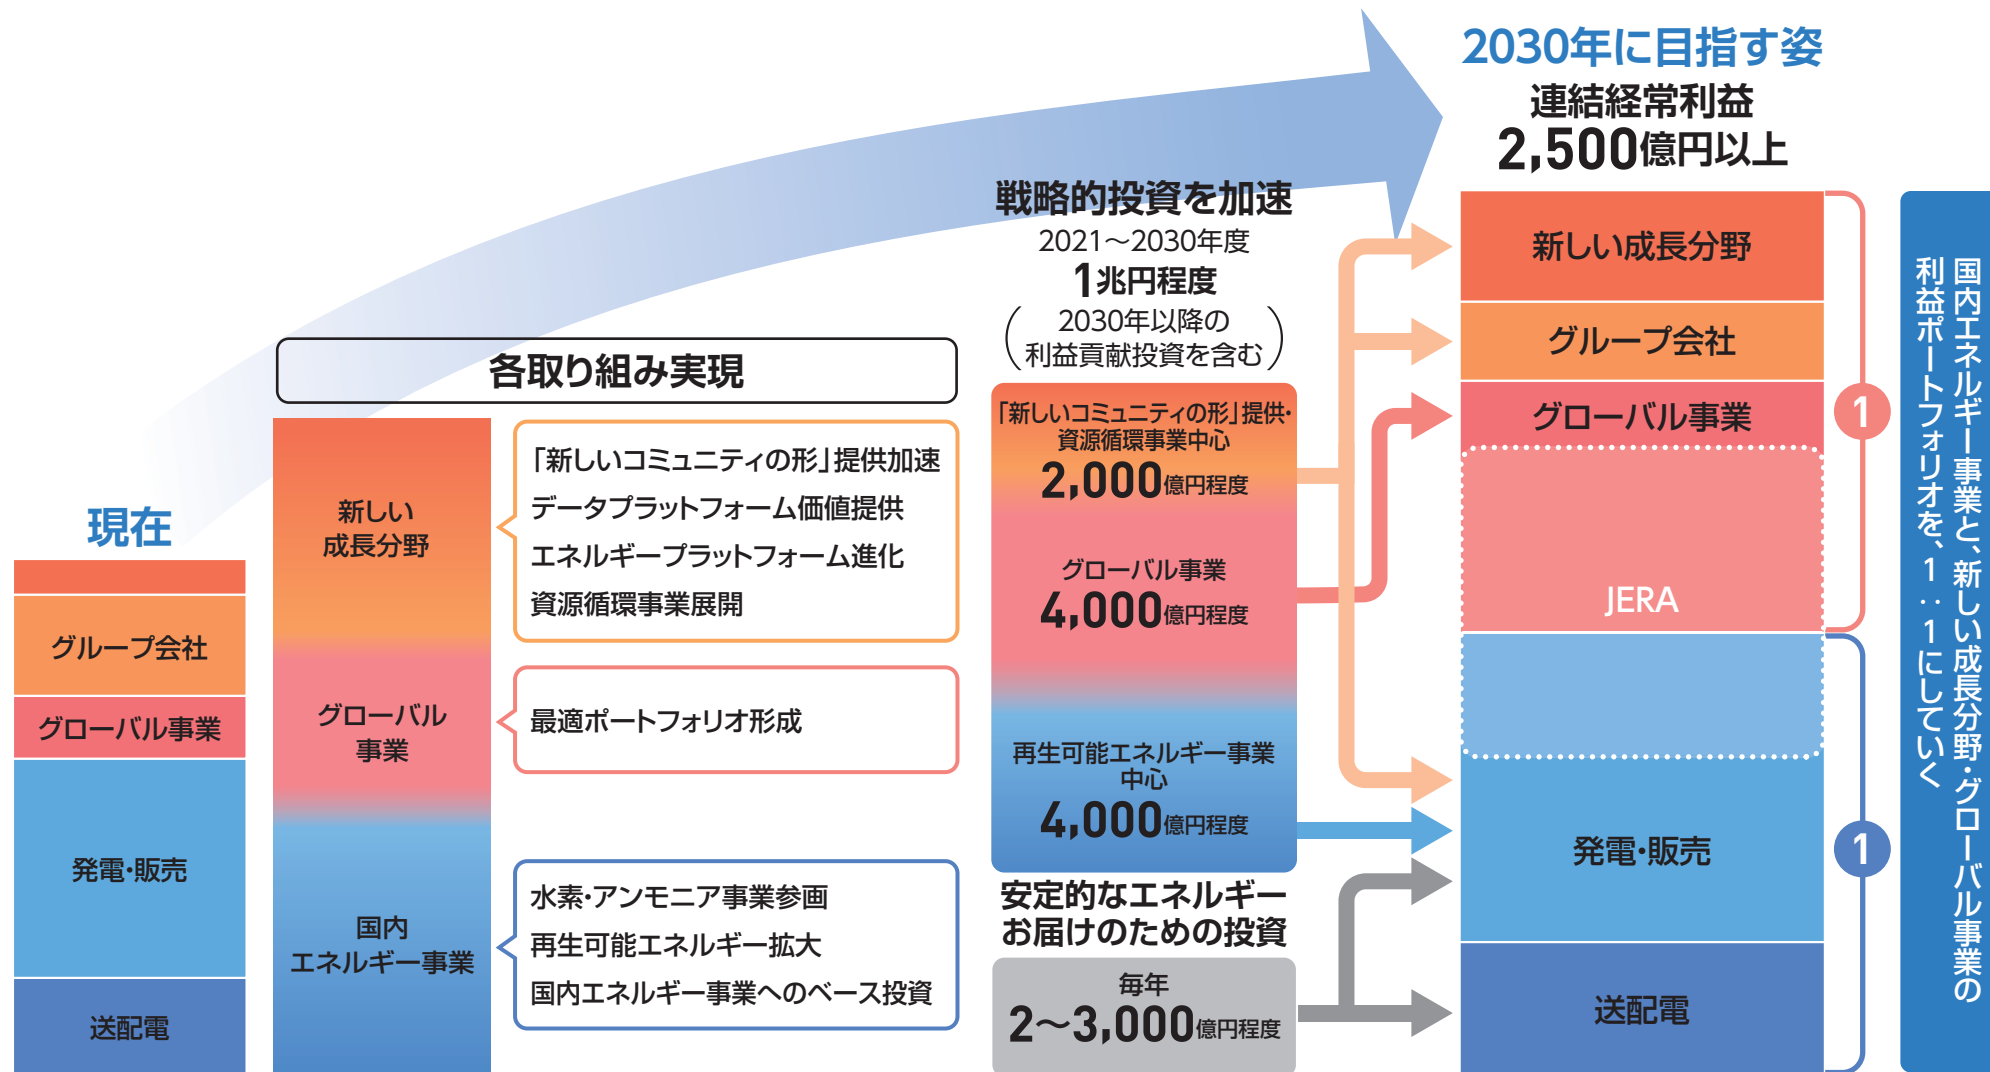 現在
グループ会社
グローバル事業
発電・販売
送配電
各取り組み実現
新しい
成長分野
グローバル
事業
国内
エネルギー事業
「新しいコミュニティの形」提供加速
データプラットフォーム価値提供
エネルギープラットフォーム進化
資源循環事業展開
最適ポートフォリオ形成
水素・アンモニア事業参画
再生可能エネルギー拡大
国内エネルギー事業へのベース投資
戦略的投資を加速
2021〜2030年度
1兆円程度
(2030年以降の
利益貢献投資を含む)
「新しいコミュニティの形」提供・
資源循環事業中心
2,000億円程度
グローバル事業
4,000億円程度
再生可能エネルギー事業
中心
4,000億円程度
安定的なエネルギー
お届けのための投資
毎年
2〜3,000億円程度
2030年に目指す姿
連結経常利益
2,500億円以上
新しい成長分野
グループ会社
グローバル事業
JERA
発電・販売
送配電
1
1
国内エネルギー事業と、新しい成長分野・グローバル事業の
利益ポートフォリオを、1:1にしていく